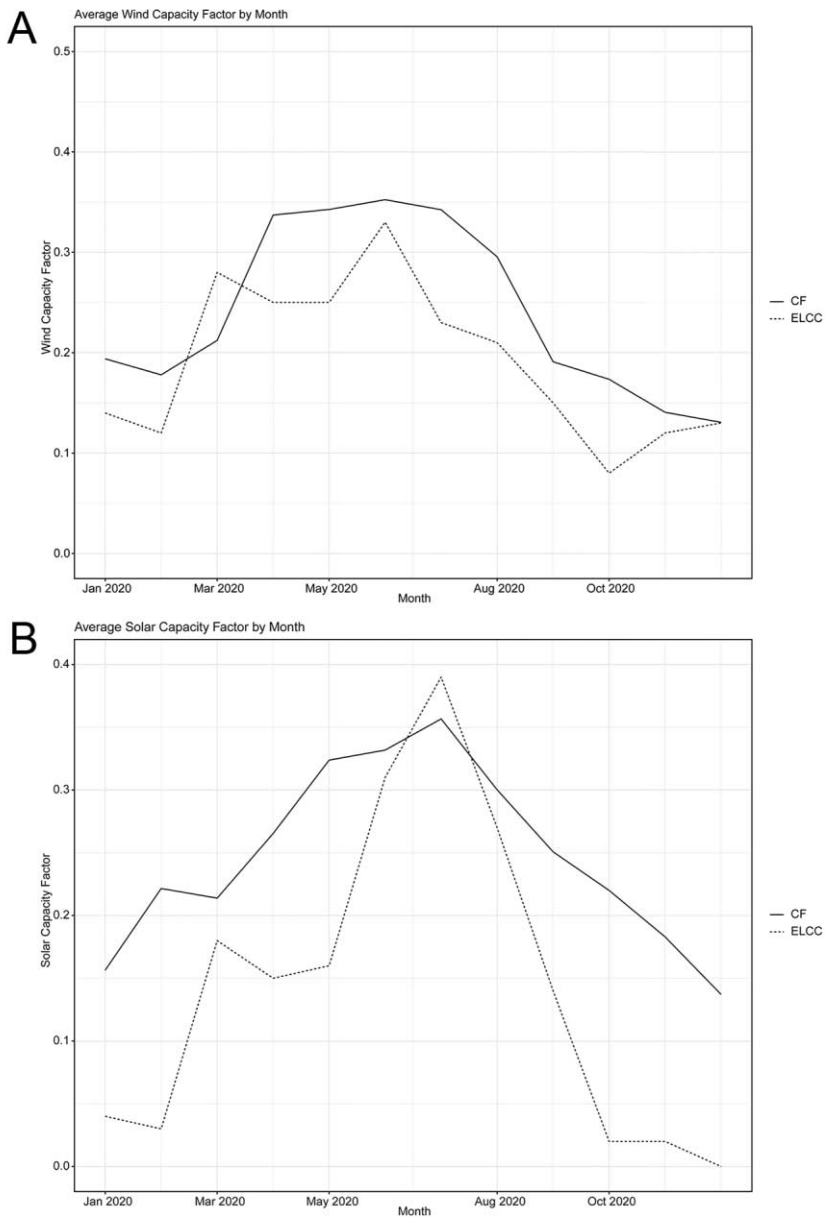 A
Average Wind Capacity Factor by Month
0.5
0.4
0.3
0.2
0.1
0.0
Wind Capacity Factor
Jan 2020
Mar 2020
May 2020
Aug 2020
Oct 2020
Month
CF
ELCC
B
Average Solar Capacity Factor by Month
0.4
0.3
0.2
0.1
0.0
Solar Capacity Factor
Jan 2020
Mar 2020
May 2020
Aug 2020
Oct 2020
Month
CF
ELCC